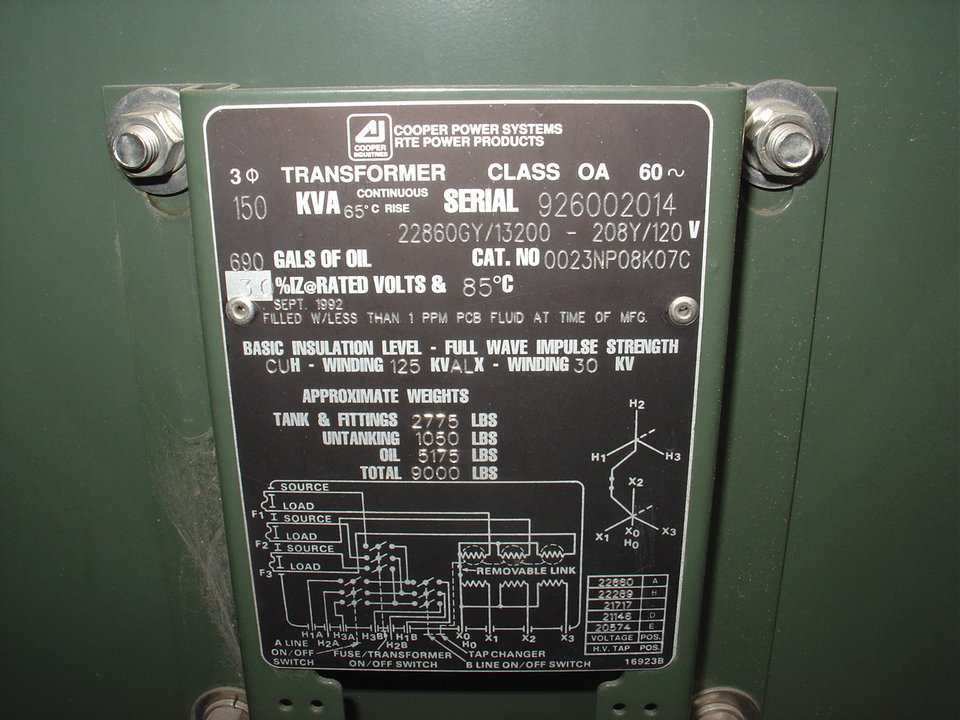 COOPER INDUSTRIES
COOPER POWER SYSTEMS
RTE POWER PRODUCTS
3Φ TRANSFORMER CLASS OA 60~
150 KVA CONTINUOUS 65°C RISE SERIAL 926002014
22860GY/13200 - 208Y/120 V
690 GALS OF OIL CAT. NO 0023NP08K07C
%IZ@RATED VOLTS & 85°C
SEPT. 1992
FILLED W/LESS THAN 1 PPM PCB FLUID AT TIME OF MFG.
BASIC INSULATION LEVEL - FULL WAVE IMPULSE STRENGTH
CUH - WINDING 125 KV ALX - WINDING 30 KV
APPROXIMATE WEIGHTS
TANK & FITTINGS 2775 LBS
UNTANKING 1050 LBS
OIL 5175 LBS
TOTAL 9000 LBS
H2
H1 H3
X2
X1 X0 X3
H0
SOURCE
LOAD
F1 SOURCE
LOAD
F2 SOURCE
LOAD
F3
REMOVABLE LINK
H1A H2A H3A H3B H2B H1B X0 H0 X1 X2 X3
A LINE ON/OFF SWITCH
FUSE/TRANSFORMER ON/OFF SWITCH
TAP CHANGER
B LINE ON/OFF SWITCH
22860 A
22289
21717
21146 D
20574 E
VOLTAGE POS.
H.V. TAP POS.
16923B